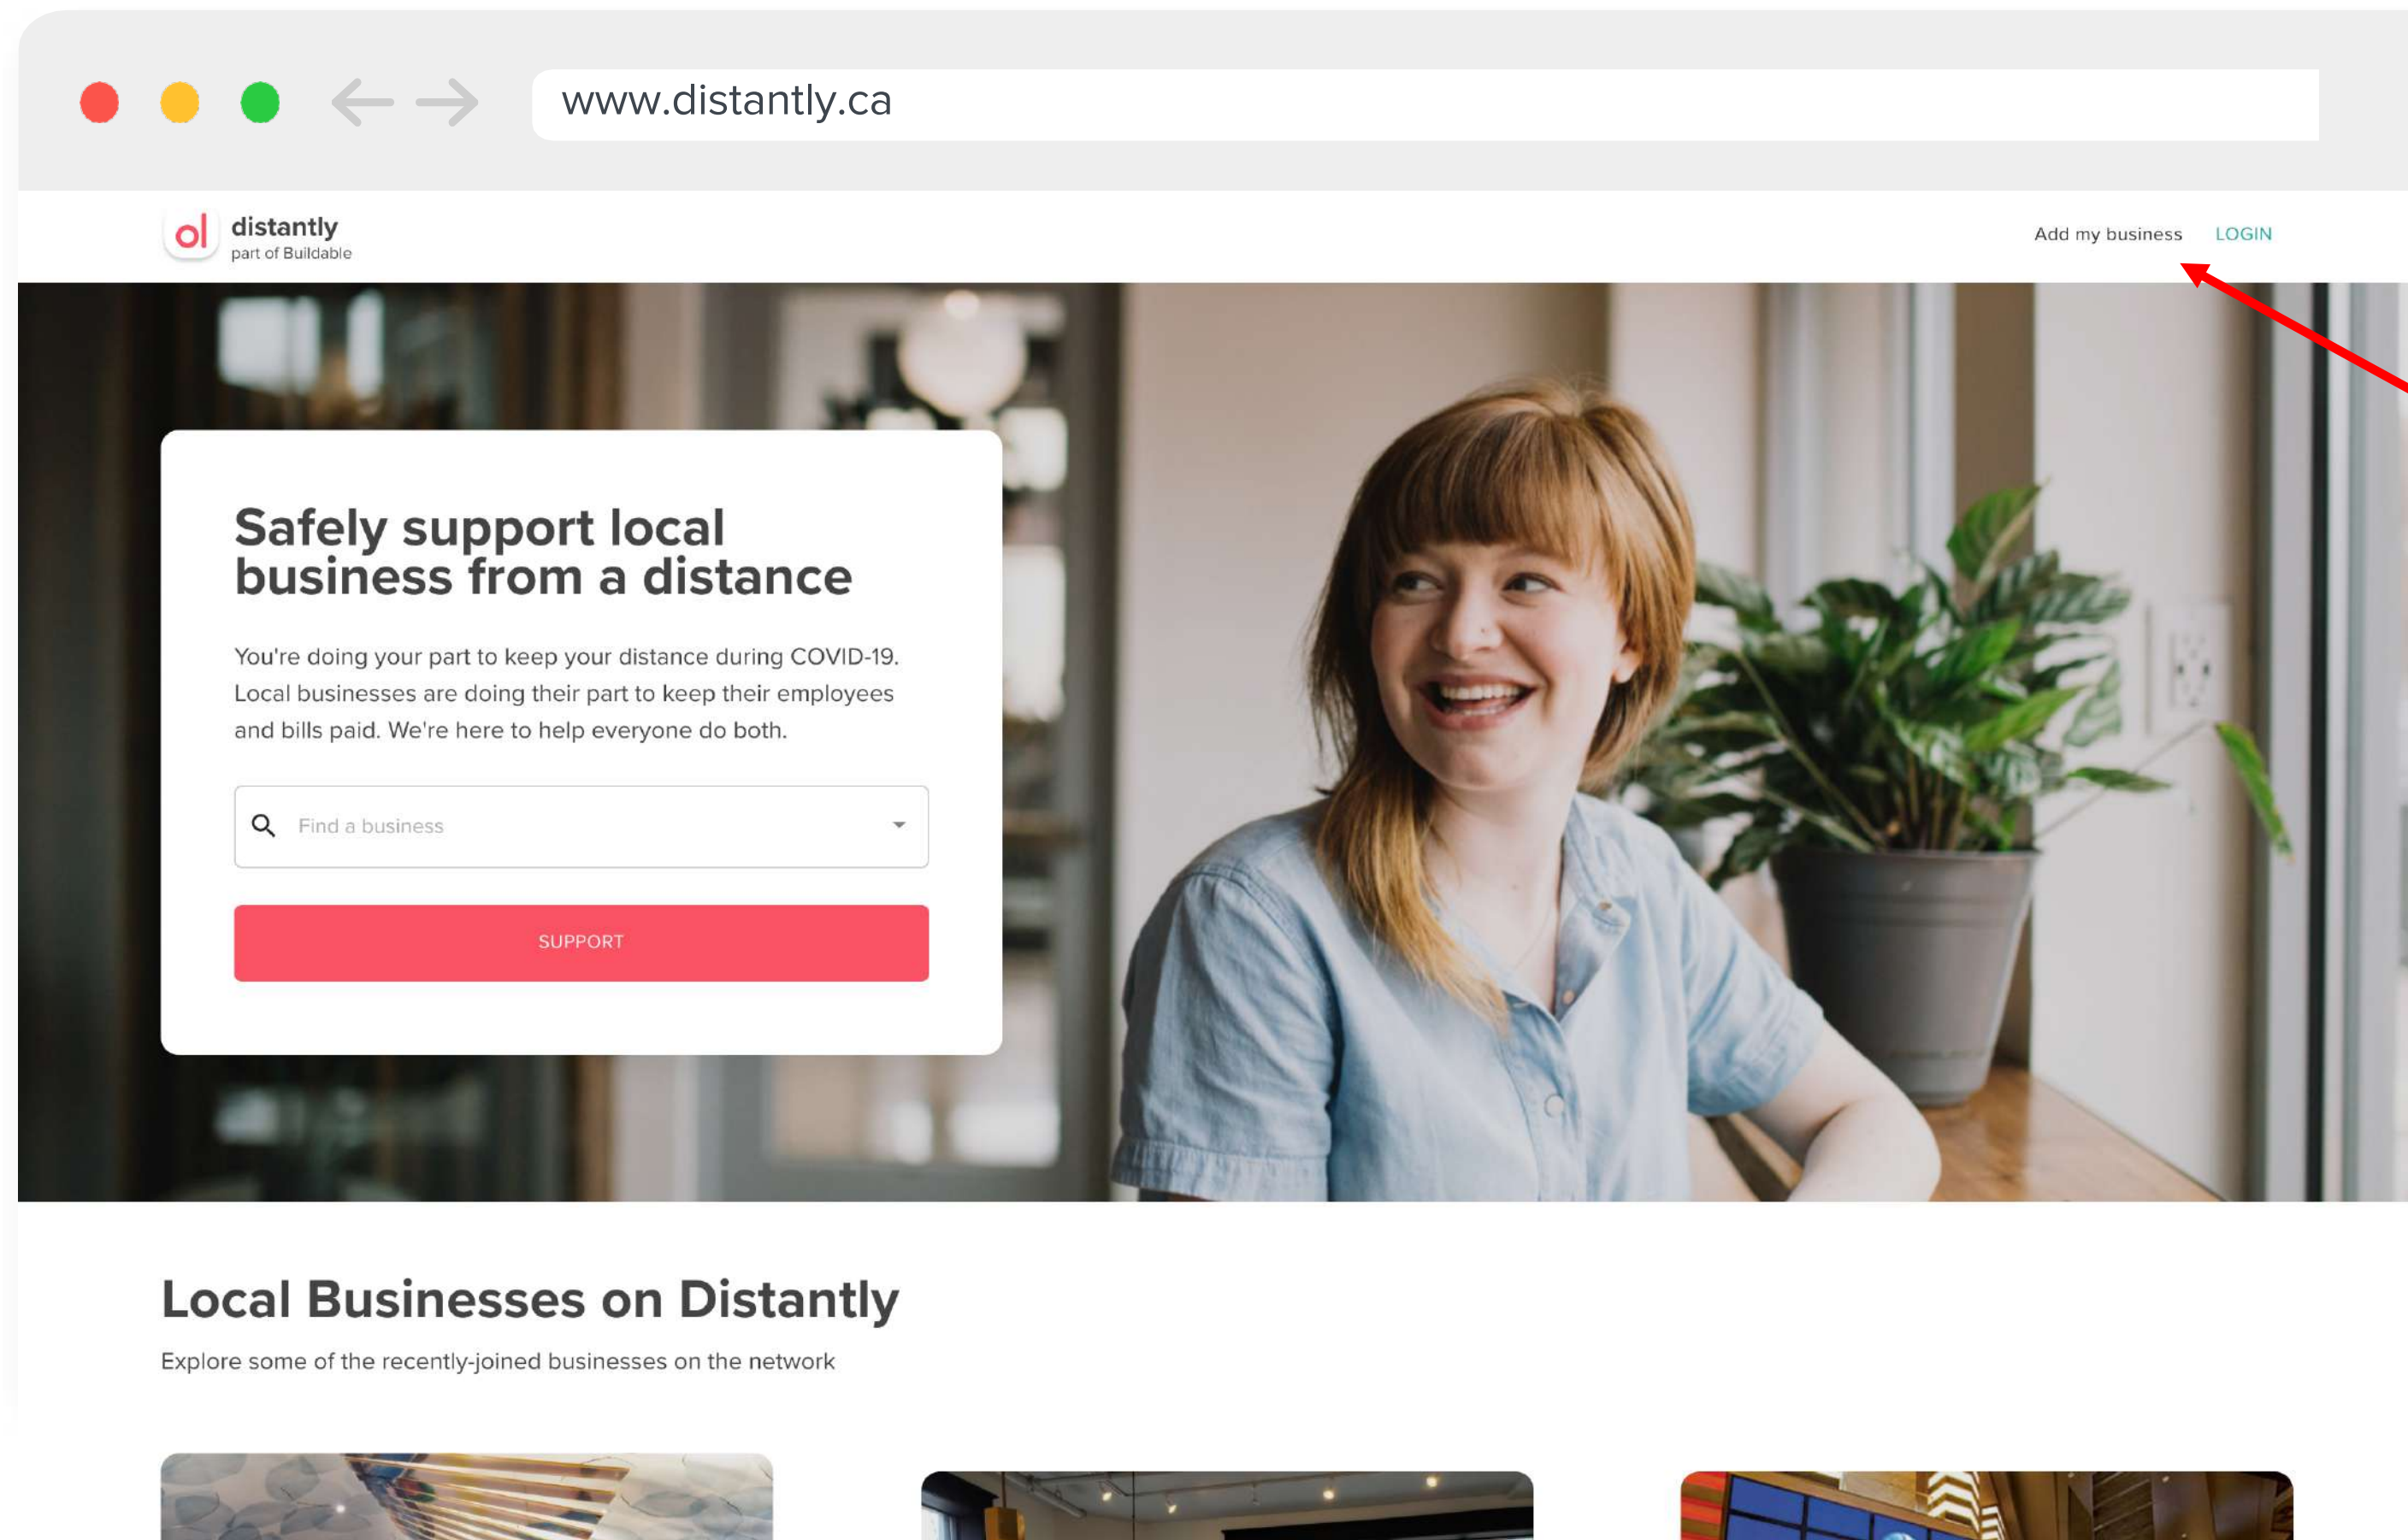 www.distantly.ca
distantly
part of Buildable
Add my business
LOGIN
Safely support local
business from a distance
You're doing your part to keep your distance during COVID-19.
Local businesses are doing their part to keep their employees
and bills paid. We're here to help everyone do both.
Find a business
SUPPORT
Local Businesses on Distantly
Explore some of the recently-joined businesses on the network